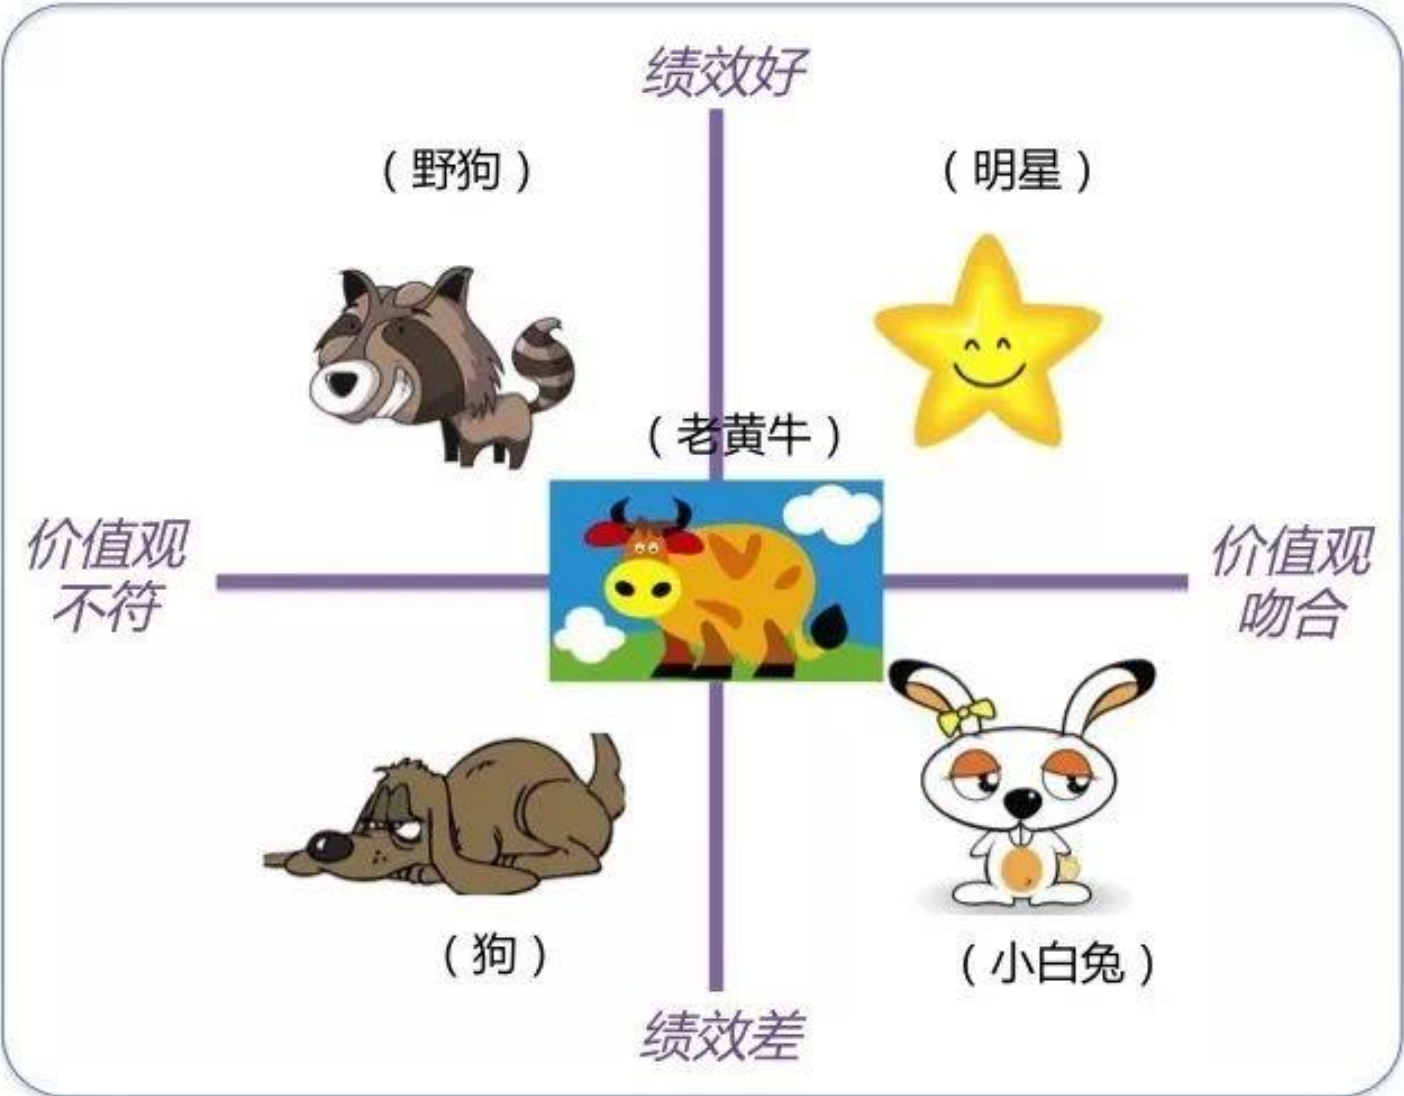 绩效好
（野狗）
（明星）
（老黄牛）
价值观
不符
价值观
吻合
（狗）
（小白兔）
绩效差